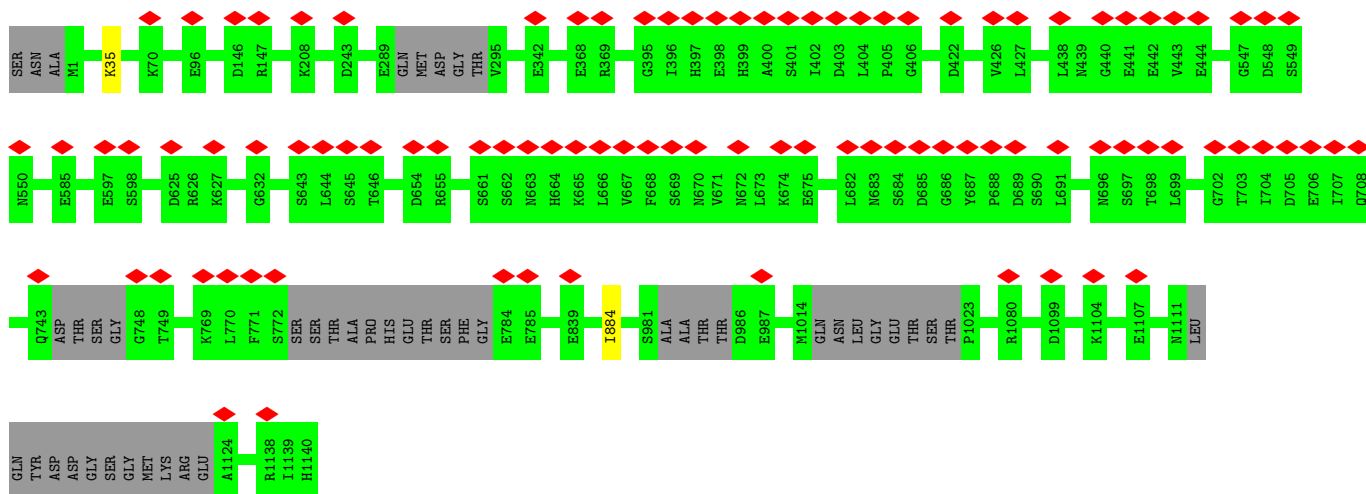 SER ASN ALA M1 K35 K70 E96 D146 R147 K208 D243 E289 GLN MET ASP GLY THR V295 E342 E368 R369 G395 I396 H397 E398 H399 A400 S401 I402 D403 L404 P405 G406 D422 V426 L427 L438 N439 G440 E441 E442 V443 E444 G547 D548 S549
N550 E585 E597 S598 D625 R626 K627 G632 S643 L644 S645 T646 D654 R655 S661 S662 N663 H664 K665 L666 V667 F668 S669 N670 V671 N672 L673 K674 E675 L682 N683 S684 D685 G686 Y687 P688 D689 S690 L691 N696 S697 T698 L699 G702 T703 I704 D705 E706 I707 Q708
Q743 ASP THR SER GLY G748 T749 K769 L770 F771 S772 SER SER THR ALA PRO HIS GLU THR SER PHE GLY E784 E785 E839 I884 S981 ALA ALA THR THR D986 E987 M1014 GLN ASN LEU GLY GLU THR SER THR P1023 R1080 D1099 K1104 E1107 N1111 LEU
GLN TYR ASP ASP GLY SER GLY MET LYS ARG GLU A1124 R1138 I1139 H1140